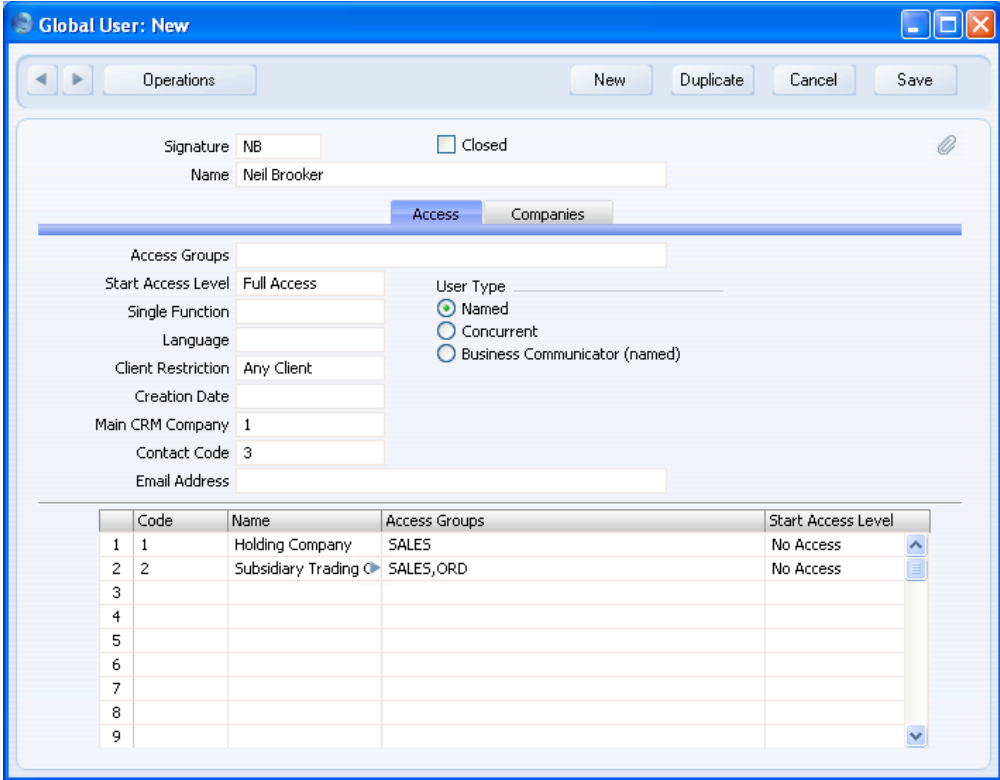 Global User: New
Operations New Duplicate Cancel Save
Signature NB Closed
Name Neil Brooker
Access Companies
Access Groups
Start Access Level Full Access User Type
Single Function Named
Language Concurrent
Client Restriction Any Client Business Communicator (named)
Creation Date
Main CRM Company 1
Contact Code 3
Email Address
Code Name Access Groups Start Access Level
1 1 Holding Company SALES No Access
2 2 Subsidiary Trading SALES,ORD No Access
3
4
5
6
7
8
9